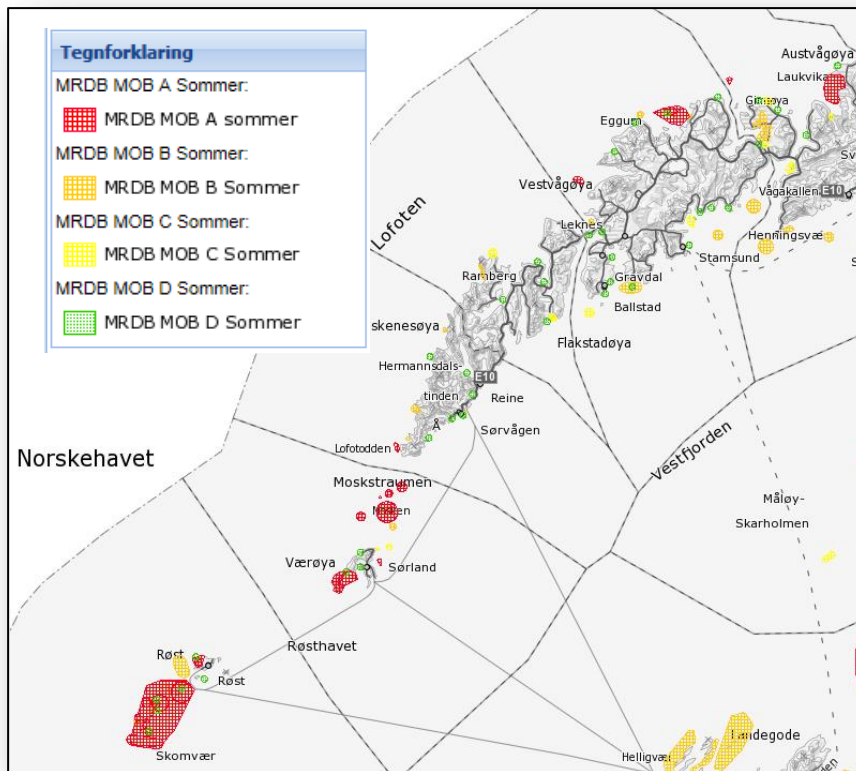 Tegnforklaring
MRDB MOB A Sommer:
MRDB MOB A sommer
MRDB MOB B Sommer:
MRDB MOB B Sommer
MRDB MOB C Sommer:
MRDB MOB C Sommer
MRDB MOB D Sommer:
MRDB MOB D Sommer
Austvågøya
Laukvika
Gimsøya
Eggum
Sv
E10
Vågakallen
Vestvågøya
Lofoten
Leknes
Henningsvæ
Stamsund
S
Ramberg
Gravdal
Ballstad
skenesøya
Flakstadøya
Hermannsdals-
tinden
E10
Reine
Å
Sørvågen
Lofotodden
Vestfjorden
Norskehavet
Moskstraumen
Måløy-
Skarholmen
Værøya
Sørland
Røsthavet
Røst
Røst
Skomvær
Landegode
Helligvær
den